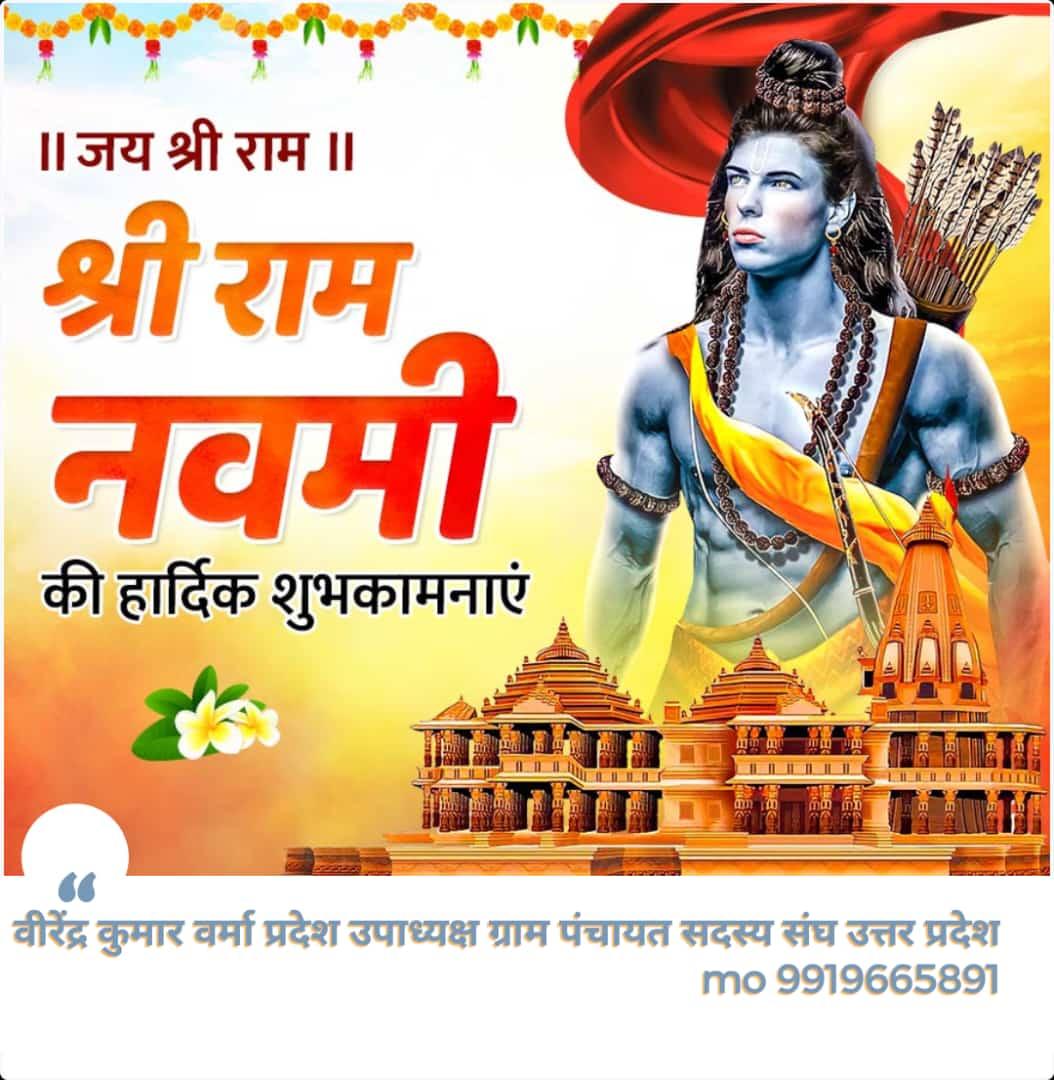 ॥ जय श्री राम ॥
श्री राम
नवमी
की हार्दिक शुभकामनाएं
“
वीरेंद्र कुमार वर्मा प्रदेश उपाध्यक्ष ग्राम पंचायत सदस्य संघ उत्तर प्रदेश
mo 9919665891